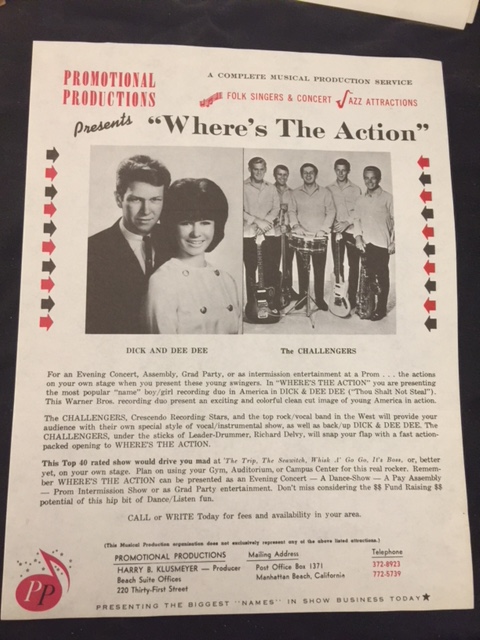 PROMOTIONAL
PRODUCTIONS
A COMPLETE MUSICAL PRODUCTION SERVICE
FOLK SINGERS & CONCERT JAZZ ATTRACTIONS
Presents "Where's The Action"
DICK AND DEE DEE
The CHALLENGERS
For an Evening Concert, Assembly, Grad Party, or as intermission entertainment at a Prom . . . the actions
on your own stage when you present these young swingers. In "WHERE'S THE ACTION" you are presenting
the most popular "name" boy/girl recording duo in America in DICK & DEE DEE ("Thou Shalt Not Steal").
This Warner Bros. recording duo present an exciting and colorful clean cut image of young America in action.
The CHALLENGERS, Crescendo Recording Stars, and the top rock/vocal band in the West will provide your
audience with their own special style of vocal/instrumental show, as well as back/up DICK & DEE DEE. The
CHALLENGERS, under the sticks of Leader-Drummer, Richard Delvy, will snap your flap with a fast action-
packed opening to WHERE'S THE ACTION.
This Top 40 rated show would drive you mad at 'The Trip, The Seawitch, Whisk A' Go Go, It's Boss, or, better
yet, on your own stage. Plan on using your Gym, Auditorium, or Campus Center for this real rocker. Remem-
ber WHERE'S THE ACTION can be presented as an Evening Concert — A Dance-Show — A Pay Assembly
— Prom Intermission Show or as Grad Party entertainment. Don't miss considering the $$ Fund Raising $$
potential of this hip bit of Dance/Listen fun.
CALL or WRITE Today for fees and availability in your area.
(This Musical Production organization does not exclusively represent any of the above listed attractions.)
PROMOTIONAL PRODUCTIONS
HARRY B. KLUSMEYER — Producer
Beach Suite Offices
220 Thirty-First Street
Mailing Address
Post Office Box 1371
Manhattan Beach, California
Telephone
372-8923
772-5739
PP
PRESENTING THE BIGGEST "NAMES" IN SHOW BUSINESS TODAY